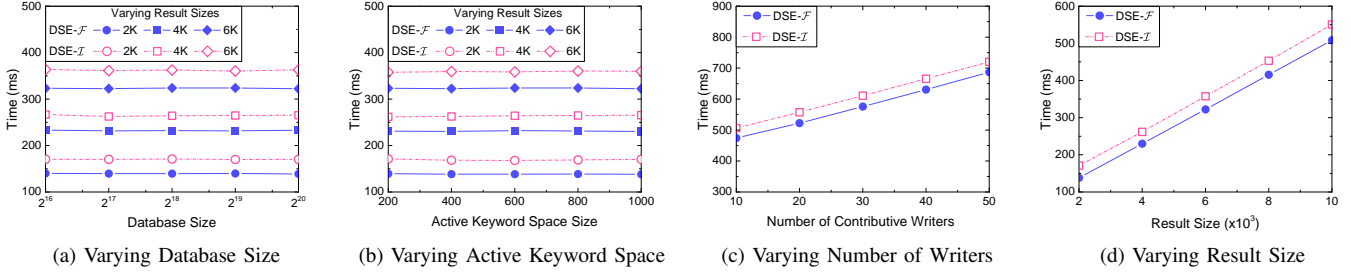 Varying Result Sizes
DSE-ℱ 2K 4K 6K
DSE-ℐ 2K 4K 6K
500
400
300
200
100
Time (ms)
2^16 2^17 2^18 2^19 2^20
Database Size
(a) Varying Database Size
Varying Result Sizes
DSE-ℱ 2K 4K 6K
DSE-ℐ 2K 4K 6K
500
400
300
200
100
Time (ms)
200 400 600 800 1000
Active Keyword Space Size
(b) Varying Active Keyword Space
DSE-ℱ
DSE-ℐ
900
800
700
600
500
400
300
Time (ms)
10 20 30 40 50
Number of Contributive Writers
(c) Varying Number of Writers
DSE-ℱ
DSE-ℐ
600
500
400
300
200
100
Time (ms)
2 4 6 8 10
Result Size (x10^3)
(d) Varying Result Size